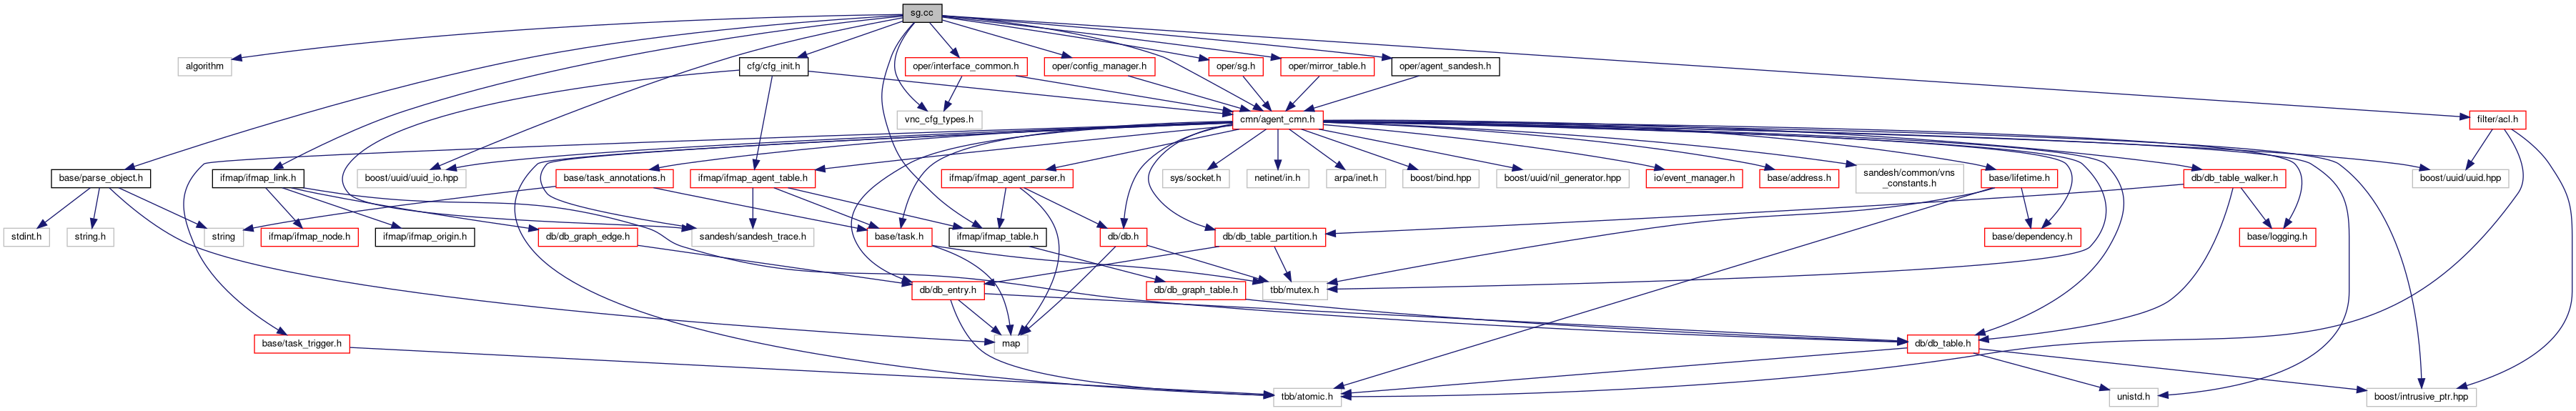 sg.cc
algorithm
cfg/cfg_init.h
oper/interface_common.h
oper/config_manager.h
oper/sg.h
oper/mirror_table.h
oper/agent_sandesh.h
vnc_cfg_types.h
cmn/agent_cmn.h
filter/acl.h
base/parse_object.h
ifmap/ifmap_link.h
boost/uuid/uuid_io.hpp
base/task_annotations.h
ifmap/ifmap_agent_table.h
ifmap/ifmap_agent_parser.h
sys/socket.h
netinet/in.h
arpa/inet.h
boost/bind.hpp
boost/uuid/nil_generator.hpp
io/event_manager.h
base/address.h
sandesh/common/vns
_constants.h
base/lifetime.h
db/db_table_walker.h
boost/uuid/uuid.hpp
stdint.h
string.h
string
ifmap/ifmap_node.h
ifmap/ifmap_origin.h
db/db_graph_edge.h
sandesh/sandesh_trace.h
base/task.h
ifmap/ifmap_table.h
db/db.h
db/db_table_partition.h
base/dependency.h
base/logging.h
db/db_entry.h
db/db_graph_table.h
tbb/mutex.h
base/task_trigger.h
map
db/db_table.h
tbb/atomic.h
unistd.h
boost/intrusive_ptr.hpp